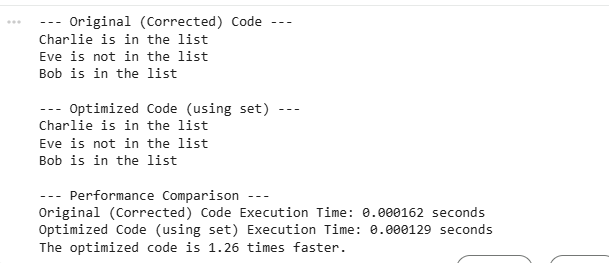 --- Original (Corrected) Code ---
Charlie is in the list
Eve is not in the list
Bob is in the list
--- Optimized Code (using set) ---
Charlie is in the list
Eve is not in the list
Bob is in the list
--- Performance Comparison ---
Original (Corrected) Code Execution Time: 0.000162 seconds
Optimized Code (using set) Execution Time: 0.000129 seconds
The optimized code is 1.26 times faster.